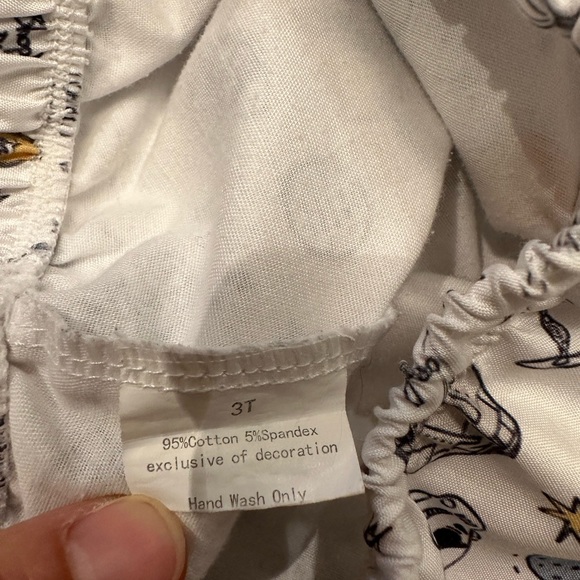 3T
95%Cotton 5%Spandex
exclusive of decoration
Hand Wash Only